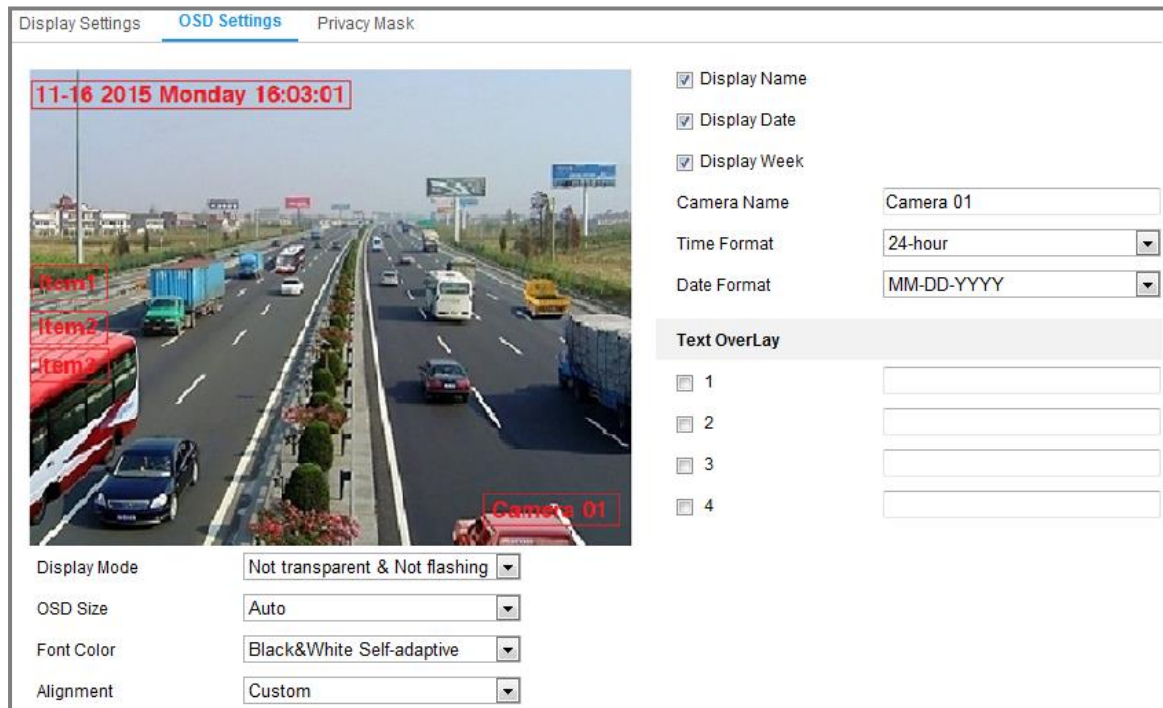 Display Settings OSD Settings Privacy Mask
11-16 2015 Monday 16:03:01
Item1
Item2
Item3
Camera 01
Display Mode Not transparent & Not flashing
OSD Size Auto
Font Color Black&White Self-adaptive
Alignment Custom
Display Name
Display Date
Display Week
Camera Name Camera 01
Time Format 24-hour
Date Format MM-DD-YYYY
Text OverLay
1
2
3
4